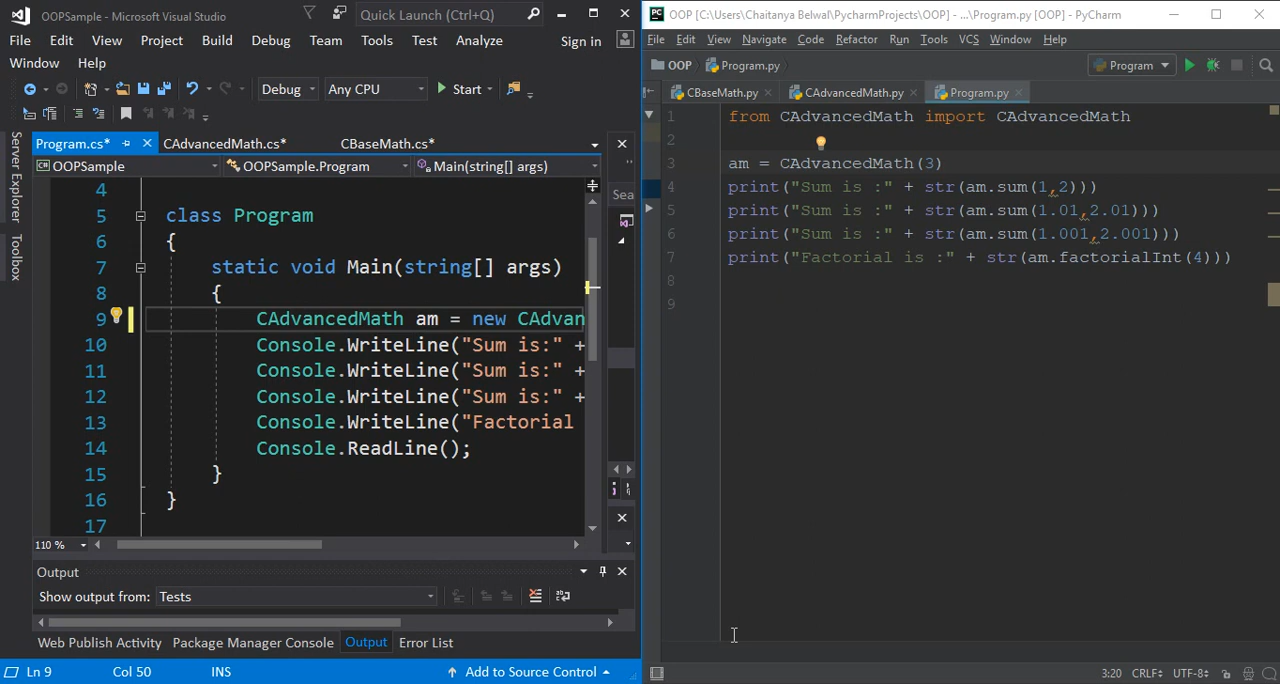 OOPSample - Microsoft Visual Studio
Quick Launch (Ctrl+Q)
File Edit View Project Build Debug Team Tools Test Analyze Sign in
Window Help
Debug Any CPU Start
Program.cs* CAdvancedMath.cs* CBaseMath.cs*
OOPSample OOPSample.Program Main(string[] args)
Server Explorer
Toolbox
Sea
4
5 class Program
6 {
7 static void Main(string[] args)
8 {
9 CAdvancedMath am = new CAdvan
10 Console.WriteLine("Sum is:" +
11 Console.WriteLine("Sum is:" +
12 Console.WriteLine("Sum is:" +
13 Console.WriteLine("Factorial
14 Console.ReadLine();
15 }
16 }
17
110 %
Output
Show output from: Tests
Web Publish Activity Package Manager Console Output Error List
Ln 9 Col 50 INS Add to Source Control
PC OOP [C:\Users\Chaitanya Belwal\PycharmProjects\OOP] - ...\Program.py [OOP] - PyCharm
File Edit View Navigate Code Refactor Run Tools VCS Window Help
OOP Program.py Program
CBaseMath.py CAdvancedMath.py Program.py
1 from CAdvancedMath import CAdvancedMath
2
3 am = CAdvancedMath(3)
4 print("Sum is :" + str(am.sum(1,2)))
5 print("Sum is :" + str(am.sum(1.01,2.01)))
6 print("Sum is :" + str(am.sum(1.001,2.001)))
7 print("Factorial is :" + str(am.factorialInt(4)))
8
9
3:20 CRLF UTF-8